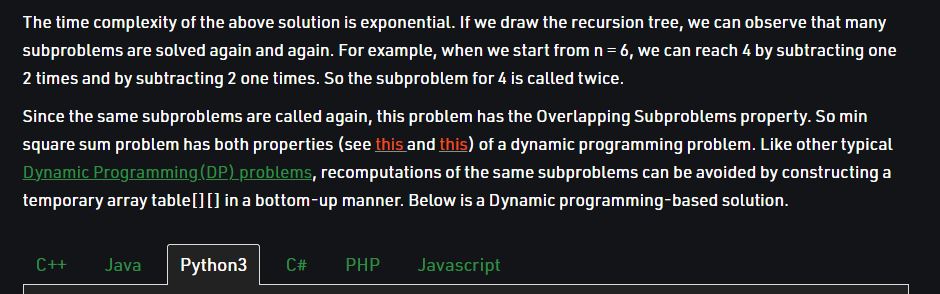 The time complexity of the above solution is exponential. If we draw the recursion tree, we can observe that many
subproblems are solved again and again. For example, when we start from n = 6, we can reach 4 by subtracting one
2 times and by subtracting 2 one times. So the subproblem for 4 is called twice.
Since the same subproblems are called again, this problem has the Overlapping Subproblems property. So min
square sum problem has both properties (see this and this) of a dynamic programming problem. Like other typical
Dynamic Programming(DP) problems, recomputations of the same subproblems can be avoided by constructing a
temporary array table[][] in a bottom-up manner. Below is a Dynamic programming-based solution.
C++ Java Python3 C# PHP Javascript